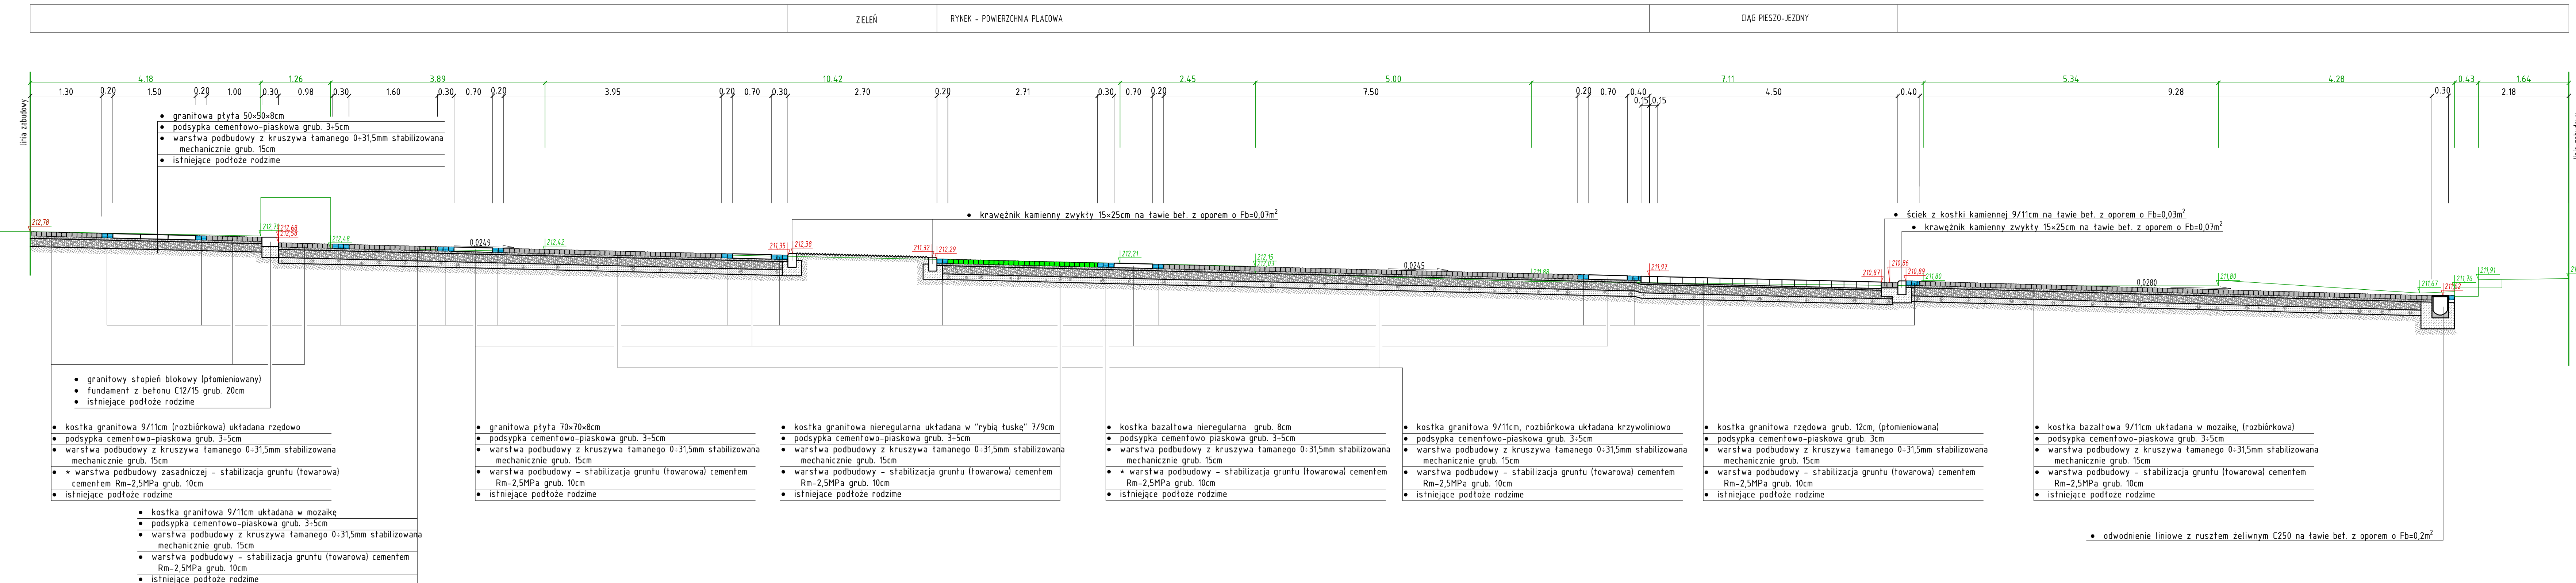 ZIELEŃ
RYNEK - POWIERZCHNIA PLACOWA
CIĄG PIESZO-JEZDNY
4.18 1.26 3.89 10.42 2.45 5.00 7.11 5.34 4.28 0.43 1.64
1.30 0.20 1.50 0.20 1.00 0.30 0.98 0.30 1.60 0.30 0.70 0.20 3.95 0.20 0.70 0.30 2.70 0.20 2.71 0.30 0.70 0.20 7.50 0.20 0.70 0.40 4.50 0.40 9.28 0.30 2.18
0,15 0,15
linia zabudowy
● granitowa płyta 50×50×8cm
● podsypka cementowo-piaskowa grub. 3÷5cm
● warstwa podbudowy z kruszywa łamanego 0÷31,5mm stabilizowana
mechanicznie grub. 15cm
● istniejące podłoże rodzime
● krawężnik kamienny zwykły 15×25cm na ławie bet. z oporem o Fb=0,07m²
● ściek z kostki kamiennej 9/11cm na ławie bet. z oporem o Fb=0,03m²
● krawężnik kamienny zwykły 15×25cm na ławie bet. z oporem o Fb=0,07m²
212,78
212,68
212,48
0,0249
212,42
211,35 212,38
211,32 212,29
212,21
212,15
0,0245
211,97
210,87 210,86 210,89
211,80
0,0280
211,80
211,67
211,76
211,91
● granitowy stopień blokowy (płomieniowany)
● fundament z betonu C12/15 grub. 20cm
● istniejące podłoże rodzime
● kostka granitowa 9/11cm (rozbiórkowa) układana rzędowo
● podsypka cementowo-piaskowa grub. 3÷5cm
● warstwa podbudowy z kruszywa łamanego 0÷31,5mm stabilizowana
mechanicznie grub. 15cm
● * warstwa podbudowy zasadniczej - stabilizacja gruntu (towarowa)
cementem Rm-2,5MPa grub. 10cm
● istniejące podłoże rodzime
● kostka granitowa 9/11cm układana w mozaikę
● podsypka cementowo-piaskowa grub. 3÷5cm
● warstwa podbudowy z kruszywa łamanego 0÷31,5mm stabilizowana
mechanicznie grub. 15cm
● warstwa podbudowy - stabilizacja gruntu (towarowa) cementem
Rm-2,5MPa grub. 10cm
● istniejące podłoże rodzime
● granitowa płyta 70×70×8cm
● podsypka cementowo-piaskowa grub. 3÷5cm
● warstwa podbudowy z kruszywa łamanego 0÷31,5mm stabilizowana
mechanicznie grub. 15cm
● warstwa podbudowy - stabilizacja gruntu (towarowa) cementem
Rm-2,5MPa grub. 10cm
● istniejące podłoże rodzime
● kostka granitowa nieregularna układana w "rybią łuskę" 7/9cm
● podsypka cementowo-piaskowa grub. 3÷5cm
● warstwa podbudowy z kruszywa łamanego 0÷31,5mm stabilizowana
mechanicznie grub. 15cm
● warstwa podbudowy - stabilizacja gruntu (towarowa) cementem
Rm-2,5MPa grub. 10cm
● istniejące podłoże rodzime
● kostka bazaltowa nieregularna grub. 8cm
● podsypka cementowo piaskowa grub. 3÷5cm
● warstwa podbudowy z kruszywa łamanego 0÷31,5mm stabilizowana
mechanicznie grub. 15cm
● * warstwa podbudowy - stabilizacja gruntu (towarowa) cementem
Rm-2,5MPa grub. 10cm
● istniejące podłoże rodzime
● kostka granitowa 9/11cm, rozbiórkowa układana krzywoliniowo
● podsypka cementowo-piaskowa grub. 3÷5cm
● warstwa podbudowy z kruszywa łamanego 0÷31,5mm stabilizowana
mechanicznie grub. 15cm
● warstwa podbudowy - stabilizacja gruntu (towarowa) cementem
Rm-2,5MPa grub. 10cm
● istniejące podłoże rodzime
● kostka granitowa rzędowa grub. 12cm, (płomieniowana)
● podsypka cementowo-piaskowa grub. 3cm
● warstwa podbudowy z kruszywa łamanego 0÷31,5mm stabilizowana
mechanicznie grub. 15cm
● warstwa podbudowy - stabilizacja gruntu (towarowa) cementem
Rm-2,5MPa grub. 10cm
● istniejące podłoże rodzime
● kostka bazaltowa 9/11cm układana w mozaikę, (rozbiórkowa)
● podsypka cementowo-piaskowa grub. 3÷5cm
● warstwa podbudowy z kruszywa łamanego 0÷31,5mm stabilizowana
mechanicznie grub. 15cm
● warstwa podbudowy - stabilizacja gruntu (towarowa) cementem
Rm-2,5MPa grub. 10cm
● istniejące podłoże rodzime
● odwodnienie liniowe z rusztem żeliwnym C250 na ławie bet. z oporem o Fb=0,2m²